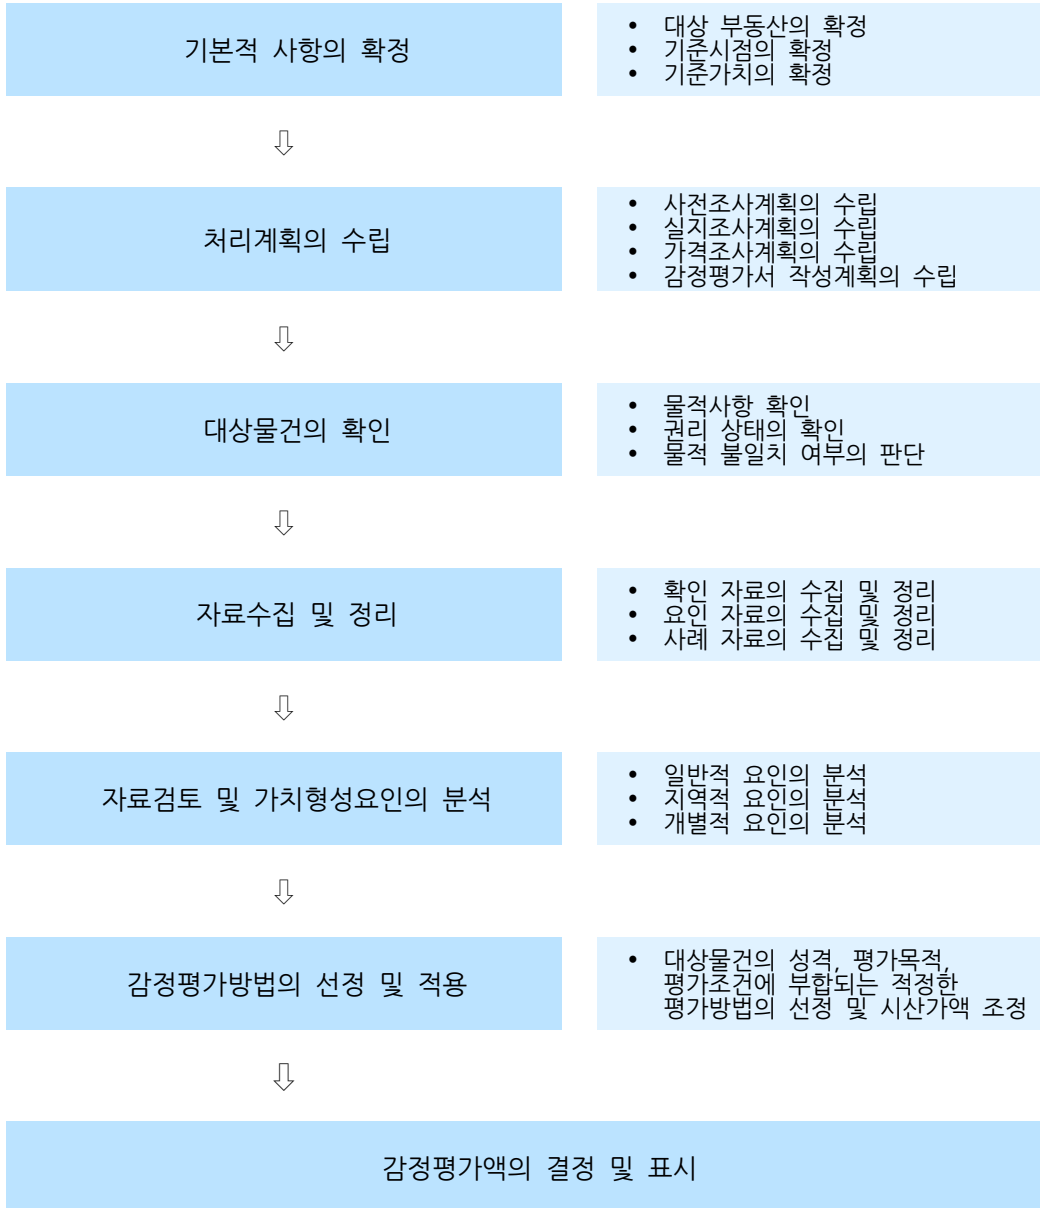 기본적 사항의 확정
• 대상 부동산의 확정
• 기준시점의 확정
• 기준가치의 확정
⇩
처리계획의 수립
• 사전조사계획의 수립
• 실지조사계획의 수립
• 가격조사계획의 수립
• 감정평가서 작성계획의 수립
⇩
대상물건의 확인
• 물적사항 확인
• 권리 상태의 확인
• 물적 불일치 여부의 판단
⇩
자료수집 및 정리
• 확인 자료의 수집 및 정리
• 요인 자료의 수집 및 정리
• 사례 자료의 수집 및 정리
⇩
자료검토 및 가치형성요인의 분석
• 일반적 요인의 분석
• 지역적 요인의 분석
• 개별적 요인의 분석
⇩
감정평가방법의 선정 및 적용
• 대상물건의 성격, 평가목적,
평가조건에 부합되는 적정한
평가방법의 선정 및 시산가액 조정
⇩
감정평가액의 결정 및 표시